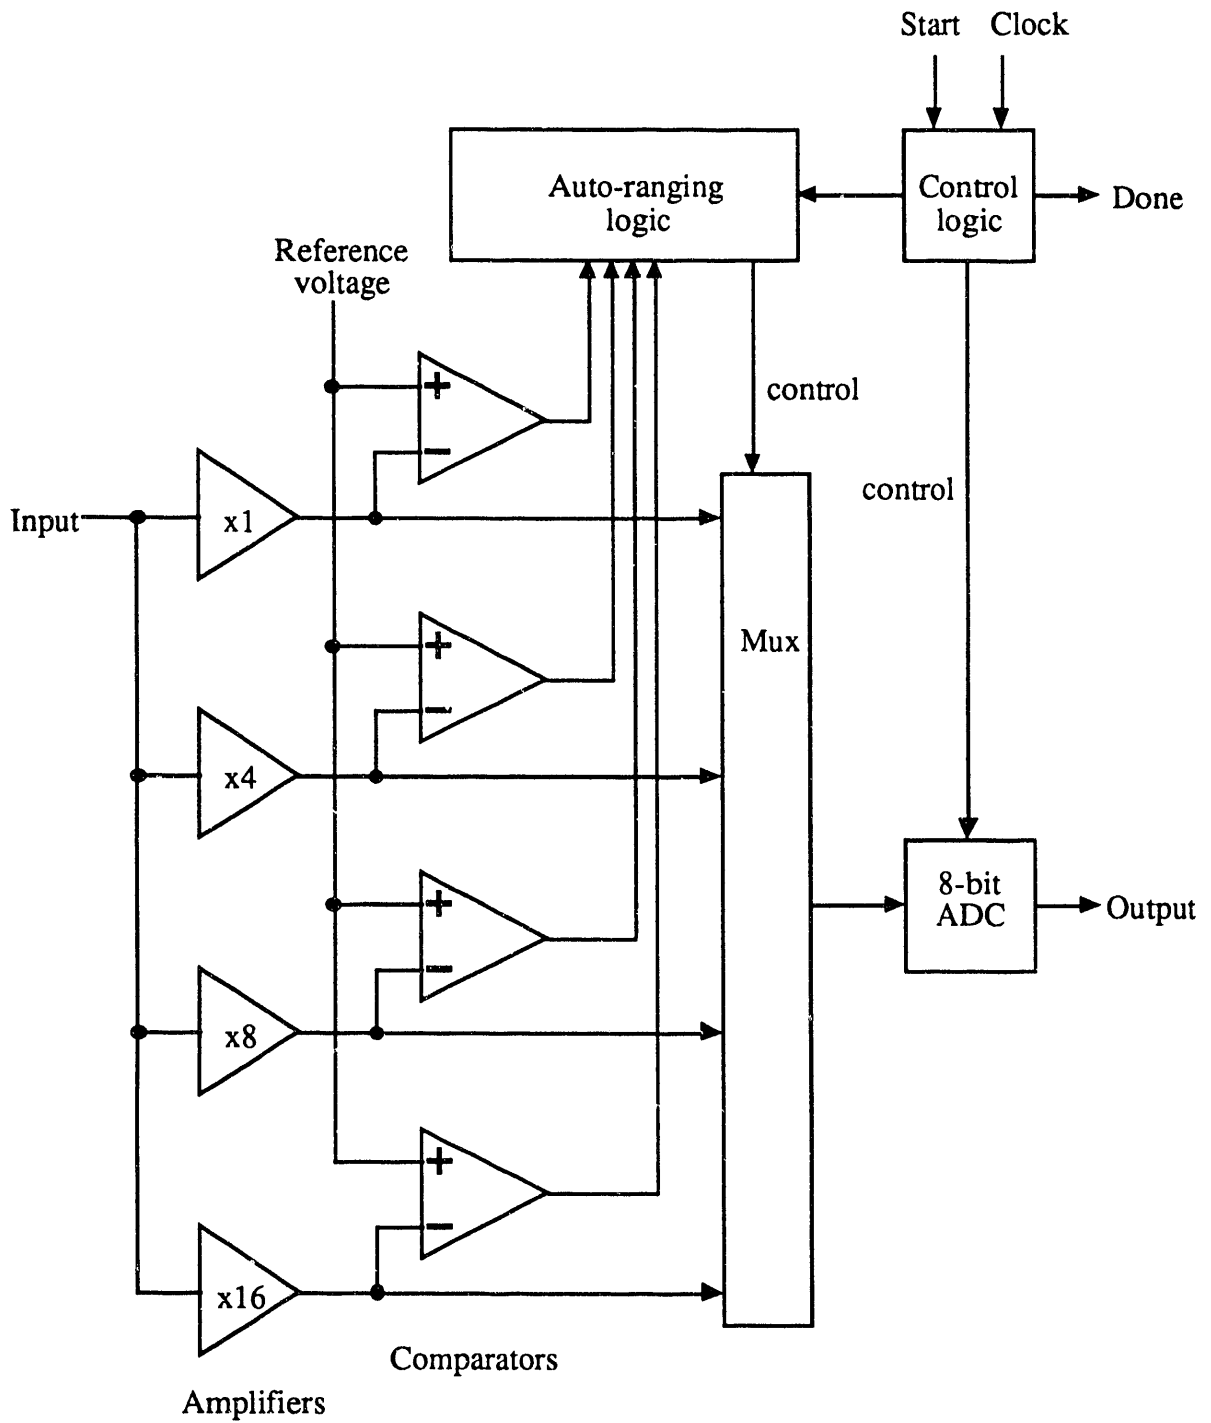 Start Clock
Auto-ranging
logic
Control
logic
Done
Reference
voltage
+
control
−
control
Input
x1
+
Mux
−
x4
+
8-bit
ADC
Output
−
x8
+
−
x16
Comparators
Amplifiers